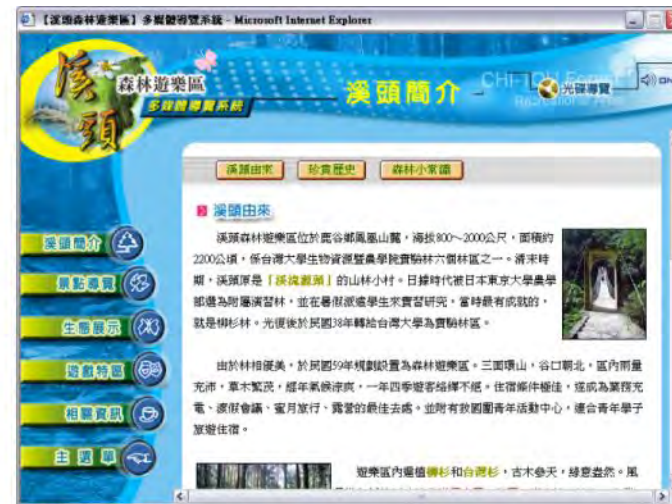 【溪頭森林遊樂區】多媒體導覽系統 - Microsoft Internet Explorer
溪頭
森林遊樂區
多媒體導覽系統
溪頭簡介
光碟導覽
溪頭由來
珍貴歷史
森林小常識
溪頭由來
溪頭森林遊樂區位於鹿谷鄉鳳凰山麓,海拔800～2000公尺,面積約
2200公頃,係台灣大學生物資源暨農學院實驗林六個林區之一。清末時
期,溪頭原是「溪流源頭」的山林小村。日據時代被日本東京大學農學
部選為附屬演習林,並在暑假派遣學生來實習研究,當時最有成就的,
就是柳杉林。光復後於民國38年轉給台灣大學為實驗林區。
由於林相優美,於民國59年規劃設置為森林遊樂區。三面環山,谷口朝北,區內雨量
充沛,草木繁茂,經年氣候涼爽,一年四季遊客絡繹不絕。住宿條件極佳,遂成為業務充
電、渡假會議、蜜月旅行、露營的最佳去處。並附有救國團青年活動中心,適合青年學子
旅遊住宿。
遊樂區內遍植柳杉和台灣杉,古木參天,綠意盎然。風
溪頭簡介
景點導覽
生態展示
遊戲特區
相關資訊
主選單